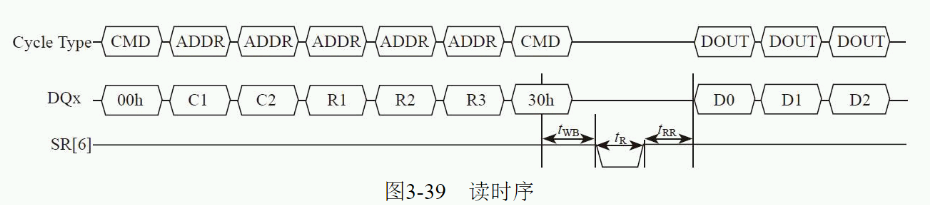 Cycle Type CMD ADDR ADDR ADDR ADDR ADDR CMD DOUT DOUT DOUT
DQx 00h C1 C2 R1 R2 R3 30h D0 D1 D2
SR[6] tWB tR tRR
图3-39 读时序